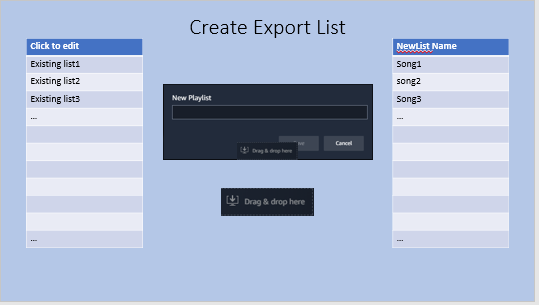 Create Export List
Click to edit
Existing list1
Existing list2
Existing list3
...
...
New Playlist
Cancel
Drag & drop here
Drag & drop here
NewList Name
Song1
song2
Song3
...
...